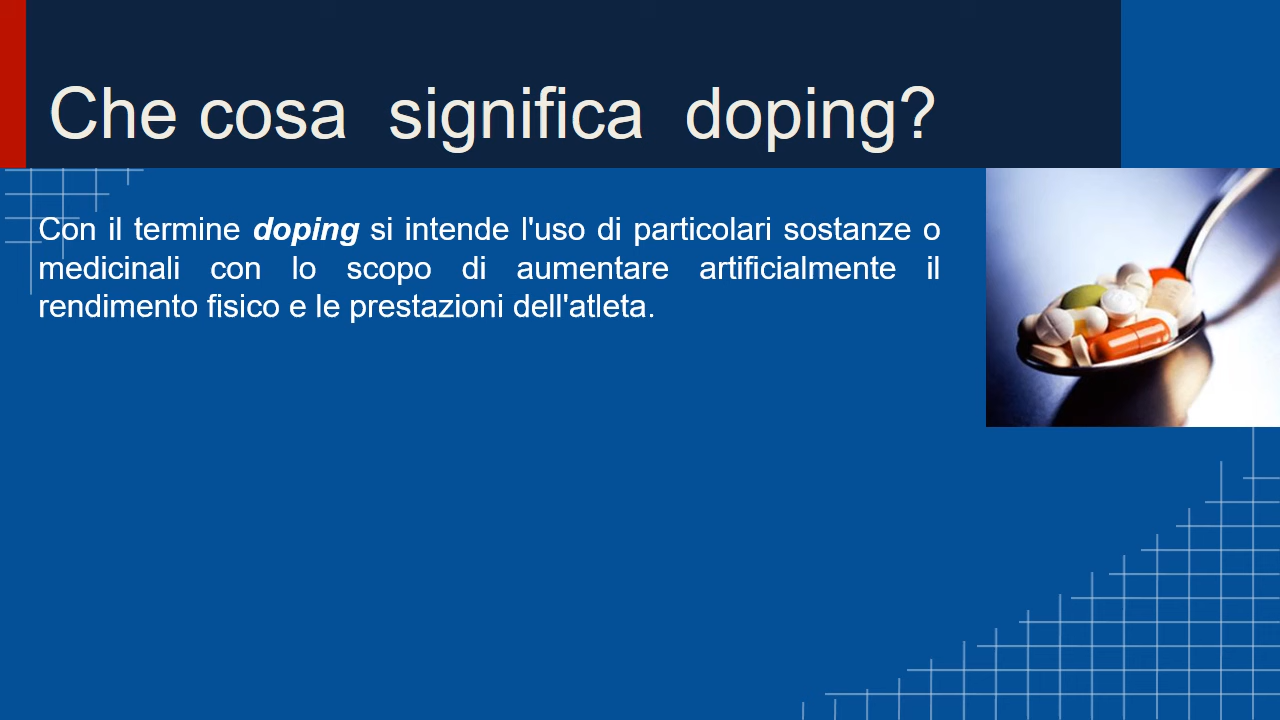 Che cosa significa doping?
Con il termine doping si intende l'uso di particolari sostanze o
medicinali con lo scopo di aumentare artificialmente il
rendimento fisico e le prestazioni dell'atleta.